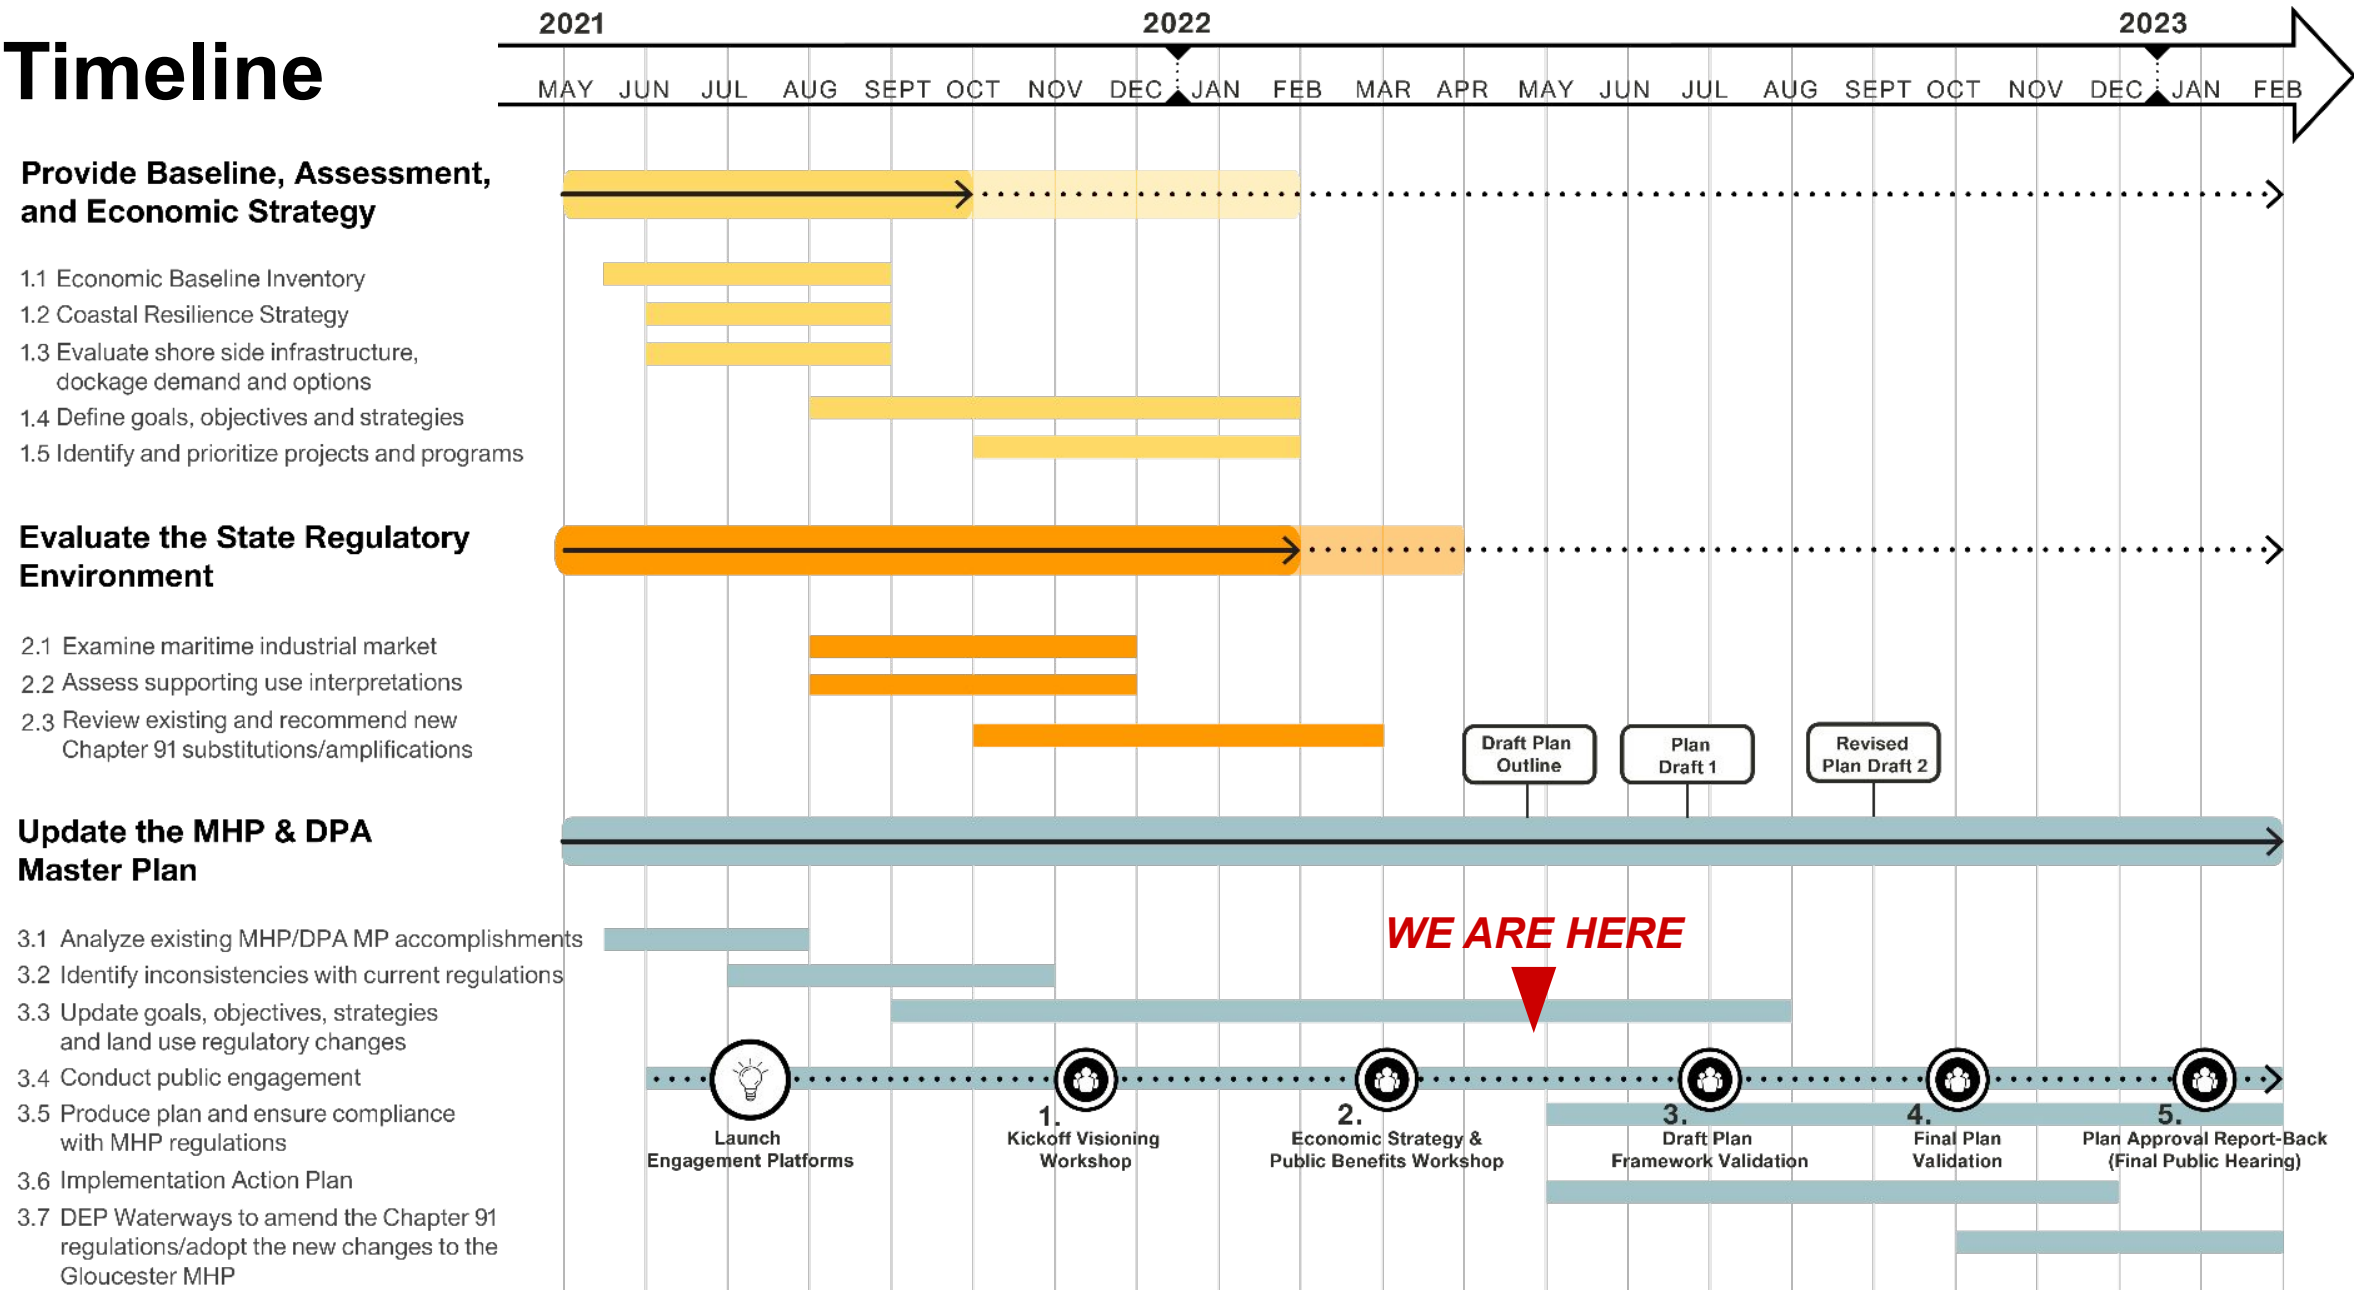 2021 2022 2023
Timeline
MAY JUN JUL AUG SEPT OCT NOV DEC JAN FEB MAR APR MAY JUN JUL AUG SEPT OCT NOV DEC JAN FEB
Provide Baseline, Assessment,
and Economic Strategy
1.1 Economic Baseline Inventory
1.2 Coastal Resilience Strategy
1.3 Evaluate shore side infrastructure,
dockage demand and options
1.4 Define goals, objectives and strategies
1.5 Identify and prioritize projects and programs
Evaluate the State Regulatory
Environment
2.1 Examine maritime industrial market
2.2 Assess supporting use interpretations
2.3 Review existing and recommend new
Chapter 91 substitutions/amplifications
Draft Plan
Outline
Plan
Draft 1
Revised
Plan Draft 2
Update the MHP & DPA
Master Plan
WE ARE HERE
3.1 Analyze existing MHP/DPA MP accomplishments
3.2 Identify inconsistencies with current regulations
3.3 Update goals, objectives, strategies
and land use regulatory changes
3.4 Conduct public engagement
3.5 Produce plan and ensure compliance
with MHP regulations
3.6 Implementation Action Plan
3.7 DEP Waterways to amend the Chapter 91
regulations/adopt the new changes to the
Gloucester MHP
Launch
Engagement Platforms
1.
Kickoff Visioning
Workshop
2.
Economic Strategy &
Public Benefits Workshop
3.
Draft Plan
Framework Validation
4.
Final Plan
Validation
5.
Plan Approval Report-Back
(Final Public Hearing)